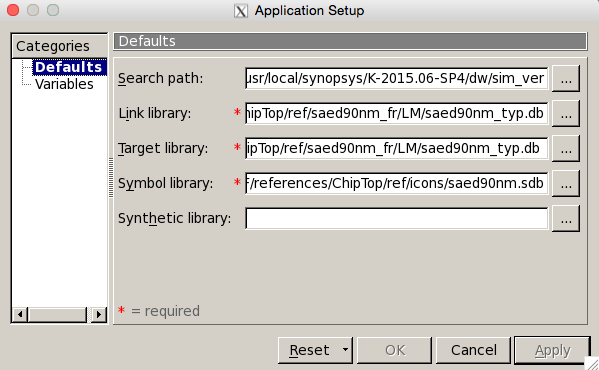 Application Setup
Categories
Defaults
Variables
Defaults
Search path:
usr/local/synopsys/K-2015.06-SP4/dw/sim_ver
...
Link library:
*
hipTop/ref/saed90nm_fr/LM/saed90nm_typ.db
...
Target library:
*
ipTop/ref/saed90nm_fr/LM/saed90nm_typ.db
...
Symbol library:
*
F/references/ChipTop/ref/icons/saed90nm.sdb
...
Synthetic library:
...
* = required
Reset
OK
Cancel
Apply